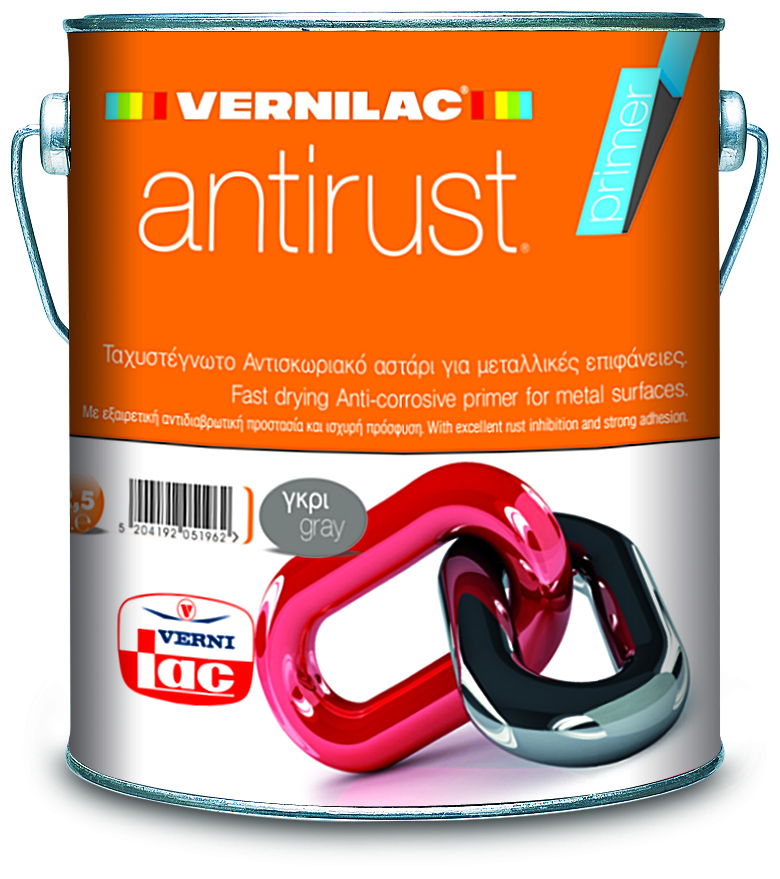 VERNILAC®
antirust®
primer
Ταχυστέγνωτο Αντισκωριακό αστάρι για μεταλλικές επιφάνειες.
Fast drying Anti-corrosive primer for metal surfaces.
Με εξαιρετική αντιδιαβρωτική προστασία και ισχυρή πρόσφυση. With excellent rust inhibition and strong adhesion.
,5
e
5 204192 051962 >
γκρι
gray
V
VERNI
lac